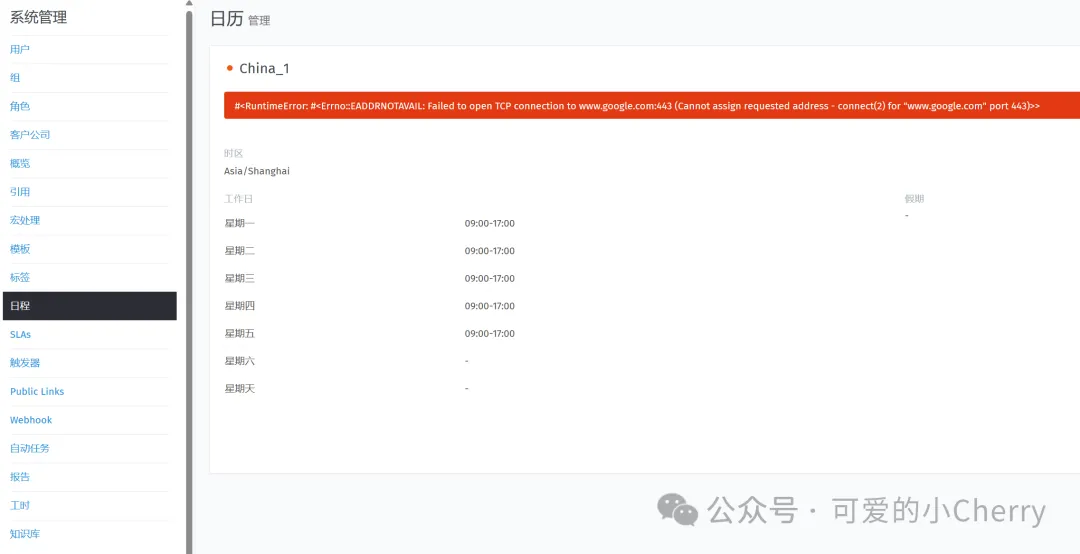 系统管理
用户
组
角色
客户公司
概览
引用
宏处理
模板
标签
日程
SLAs
触发器
Public Links
Webhook
自动任务
报告
工时
知识库
日历 管理
China_1
#<RuntimeError: #<Errno::EADDRNOTAVAIL: Failed to open TCP connection to www.google.com:443 (Cannot assign requested address - connect(2) for "www.google.com" port 443)>>
时区
Asia/Shanghai
工作日 假期
星期一 09:00-17:00 -
星期二 09:00-17:00
星期三 09:00-17:00
星期四 09:00-17:00
星期五 09:00-17:00
星期六 -
星期天 -
公众号 · 可爱的小Cherry